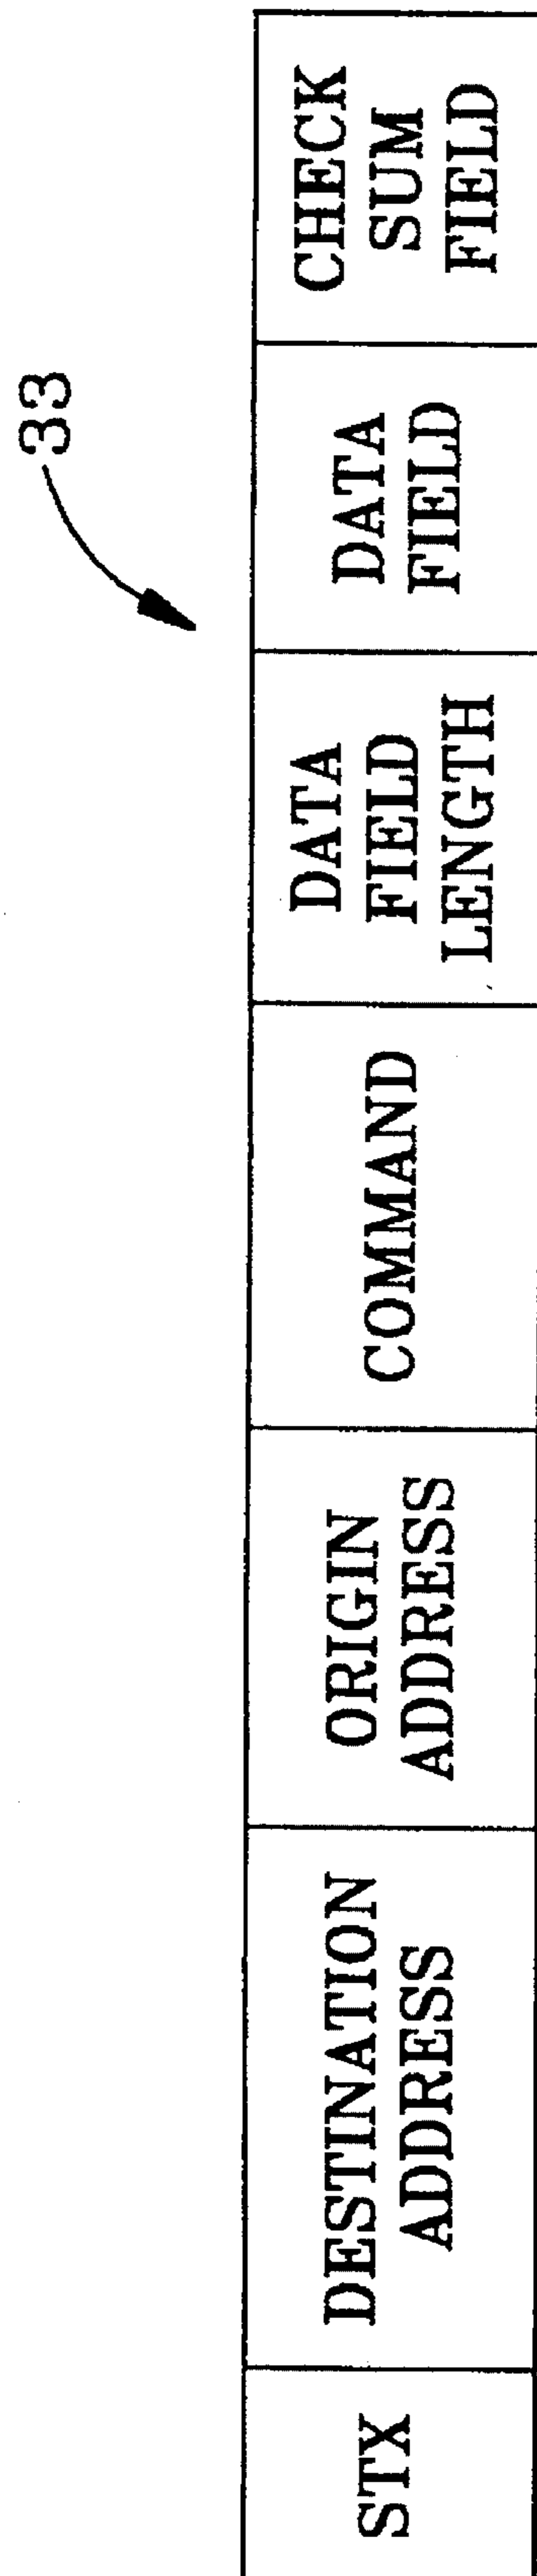 33
STX
DESTINATION
ADDRESS
ORIGIN
ADDRESS
COMMAND
DATA
FIELD
LENGTH
DATA
FIELD
CHECK
SUM
FIELD